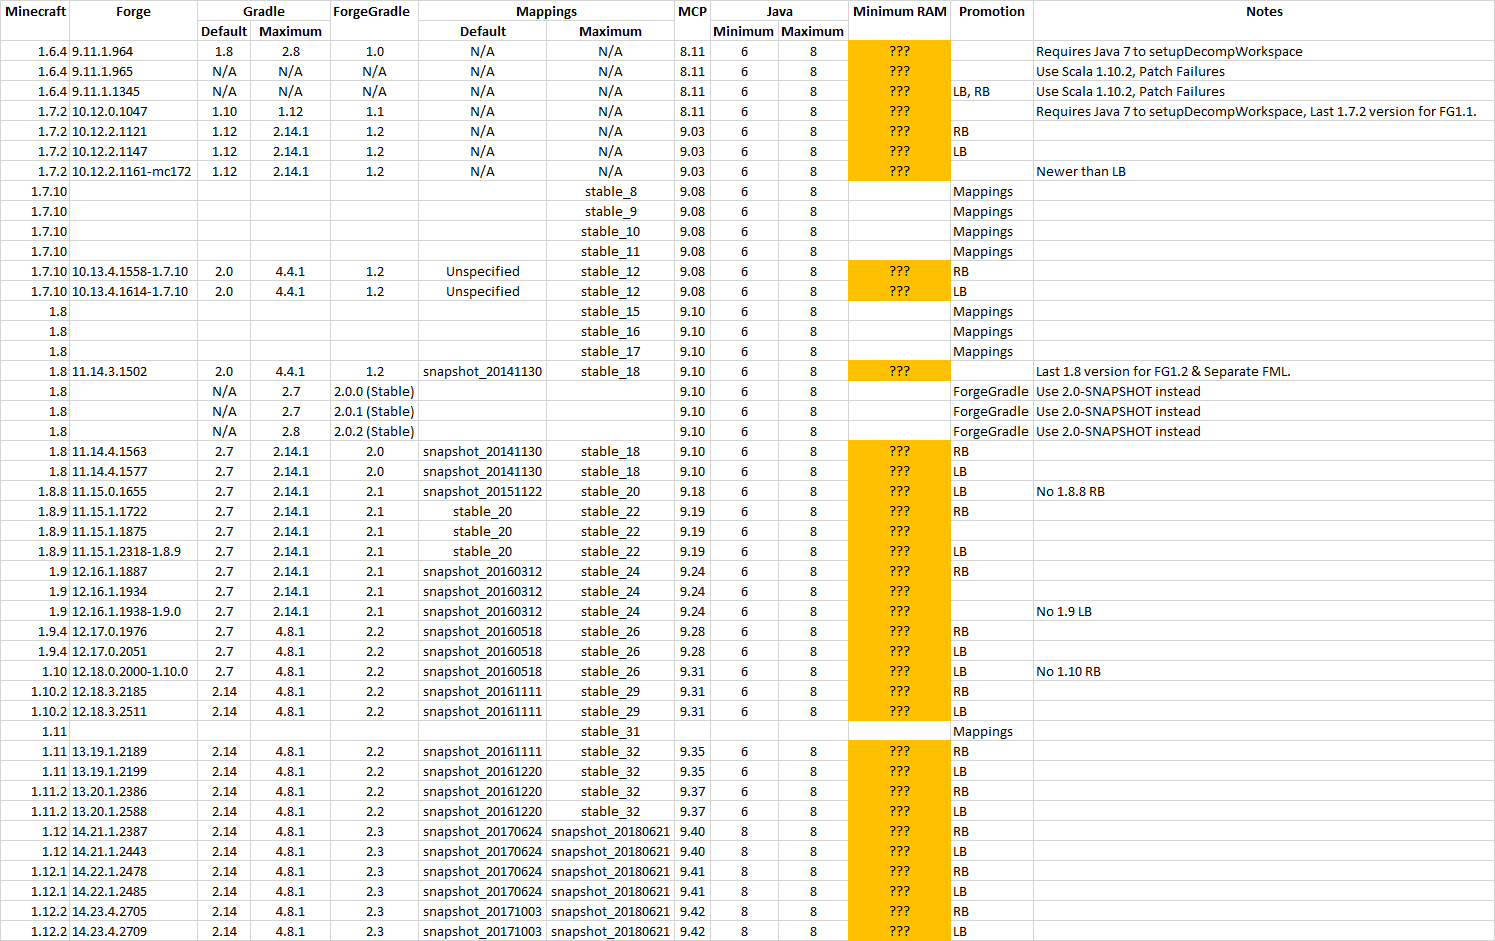 Minecraft Forge Gradle ForgeGradle Mappings MCP Java Minimum RAM Promotion Notes
Default Maximum Default Maximum Minimum Maximum
1.6.4 9.11.1.964 1.8 2.8 1.0 N/A N/A 8.11 6 8 ??? Requires Java 7 to setupDecompWorkspace
1.6.4 9.11.1.965 N/A N/A N/A N/A N/A 8.11 6 8 ??? Use Scala 1.10.2, Patch Failures
1.6.4 9.11.1.1345 N/A N/A N/A N/A N/A 8.11 6 8 ??? LB, RB Use Scala 1.10.2, Patch Failures
1.7.2 10.12.0.1047 1.10 1.12 1.1 N/A N/A 8.11 6 8 ??? Requires Java 7 to setupDecompWorkspace, Last 1.7.2 version for FG1.1.
1.7.2 10.12.2.1121 1.12 2.14.1 1.2 N/A N/A 9.03 6 8 ??? RB
1.7.2 10.12.2.1147 1.12 2.14.1 1.2 N/A N/A 9.03 6 8 ??? LB
1.7.2 10.12.2.1161-mc172 1.12 2.14.1 1.2 N/A N/A 9.03 6 8 ??? Newer than LB
1.7.10 stable_8 9.08 6 8 Mappings
1.7.10 stable_9 9.08 6 8 Mappings
1.7.10 stable_10 9.08 6 8 Mappings
1.7.10 stable_11 9.08 6 8 Mappings
1.7.10 10.13.4.1558-1.7.10 2.0 4.4.1 1.2 Unspecified stable_12 9.08 6 8 ??? RB
1.7.10 10.13.4.1614-1.7.10 2.0 4.4.1 1.2 Unspecified stable_12 9.08 6 8 ??? LB
1.8 stable_15 9.10 6 8 Mappings
1.8 stable_16 9.10 6 8 Mappings
1.8 stable_17 9.10 6 8 Mappings
1.8 11.14.3.1502 2.0 4.4.1 1.2 snapshot_20141130 stable_18 9.10 6 8 ??? Last 1.8 version for FG1.2 & Separate FML.
1.8 N/A 2.7 2.0.0 (Stable) 9.10 6 8 ForgeGradle Use 2.0-SNAPSHOT instead
1.8 N/A 2.7 2.0.1 (Stable) 9.10 6 8 ForgeGradle Use 2.0-SNAPSHOT instead
1.8 N/A 2.8 2.0.2 (Stable) 9.10 6 8 ForgeGradle Use 2.0-SNAPSHOT instead
1.8 11.14.4.1563 2.7 2.14.1 2.0 snapshot_20141130 stable_18 9.10 6 8 ??? RB
1.8 11.14.4.1577 2.7 2.14.1 2.0 snapshot_20141130 stable_18 9.10 6 8 ??? LB
1.8.8 11.15.0.1655 2.7 2.14.1 2.1 snapshot_20151122 stable_20 9.18 6 8 ??? LB No 1.8.8 RB
1.8.9 11.15.1.1722 2.7 2.14.1 2.1 stable_20 stable_22 9.19 6 8 ??? RB
1.8.9 11.15.1.1875 2.7 2.14.1 2.1 stable_20 stable_22 9.19 6 8 ???
1.8.9 11.15.1.2318-1.8.9 2.7 2.14.1 2.1 stable_20 stable_22 9.19 6 8 ??? LB
1.9 12.16.1.1887 2.7 2.14.1 2.1 snapshot_20160312 stable_24 9.24 6 8 ??? RB
1.9 12.16.1.1934 2.7 2.14.1 2.1 snapshot_20160312 stable_24 9.24 6 8 ???
1.9 12.16.1.1938-1.9.0 2.7 2.14.1 2.1 snapshot_20160312 stable_24 9.24 6 8 ??? No 1.9 LB
1.9.4 12.17.0.1976 2.7 4.8.1 2.2 snapshot_20160518 stable_26 9.28 6 8 ??? RB
1.9.4 12.17.0.2051 2.7 4.8.1 2.2 snapshot_20160518 stable_26 9.28 6 8 ??? LB
1.10 12.18.0.2000-1.10.0 2.7 4.8.1 2.2 snapshot_20160518 stable_26 9.31 6 8 ??? LB No 1.10 RB
1.10.2 12.18.3.2185 2.14 4.8.1 2.2 snapshot_20161111 stable_29 9.31 6 8 ??? RB
1.10.2 12.18.3.2511 2.14 4.8.1 2.2 snapshot_20161111 stable_29 9.31 6 8 ??? LB
1.11 stable_31 Mappings
1.11 13.19.1.2189 2.14 4.8.1 2.2 snapshot_20161111 stable_32 9.35 6 8 ??? RB
1.11 13.19.1.2199 2.14 4.8.1 2.2 snapshot_20161220 stable_32 9.35 6 8 ??? LB
1.11.2 13.20.1.2386 2.14 4.8.1 2.2 snapshot_20161220 stable_32 9.37 6 8 ??? RB
1.11.2 13.20.1.2588 2.14 4.8.1 2.2 snapshot_20161220 stable_32 9.37 6 8 ??? LB
1.12 14.21.1.2387 2.14 4.8.1 2.3 snapshot_20170624 snapshot_20180621 9.40 8 8 ??? RB
1.12 14.21.1.2443 2.14 4.8.1 2.3 snapshot_20170624 snapshot_20180621 9.40 8 8 ??? LB
1.12.1 14.22.1.2478 2.14 4.8.1 2.3 snapshot_20170624 snapshot_20180621 9.41 8 8 ??? RB
1.12.1 14.22.1.2485 2.14 4.8.1 2.3 snapshot_20170624 snapshot_20180621 9.41 8 8 ??? LB
1.12.2 14.23.4.2705 2.14 4.8.1 2.3 snapshot_20171003 snapshot_20180621 9.42 8 8 ??? RB
1.12.2 14.23.4.2709 2.14 4.8.1 2.3 snapshot_20171003 snapshot_20180621 9.42 8 8 ??? LB